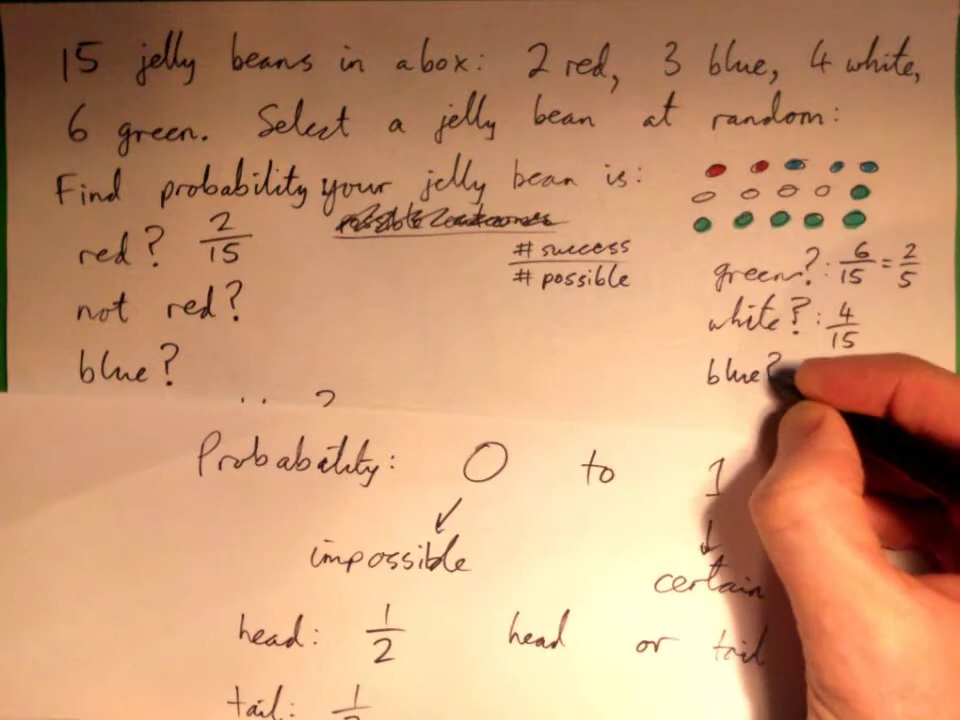 15 jelly beans in a box: 2 red, 3 blue, 4 white,
6 green. Select a jelly bean at random:
Find probability your jelly bean is:
red? 2/15
# success
# possible
not red?
blue?
green?: 6/15 = 2/5
white?: 4/15
blue?
?
Probability: 0 to 1
impossible
certain
head: 1/2 head or tail
tail: 1